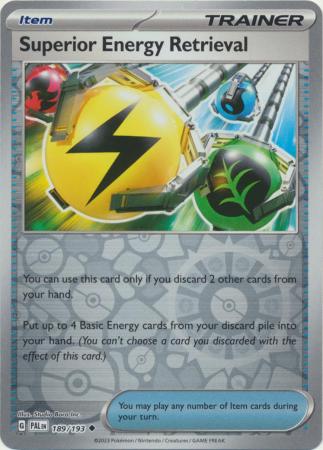 Item
TRAINER
Superior Energy Retrieval
You can use this card only if you discard 2 other cards from
your hand.
Put up to 4 Basic Energy cards from your discard pile into
your hand. (You can't choose a card you discarded with the
effect of this card.)
Illus. Studio Bora Inc.
G PAL EN 189/193
You may play any number of Item cards during
your turn.
©2023 Pokémon / Nintendo / Creatures / GAME FREAK